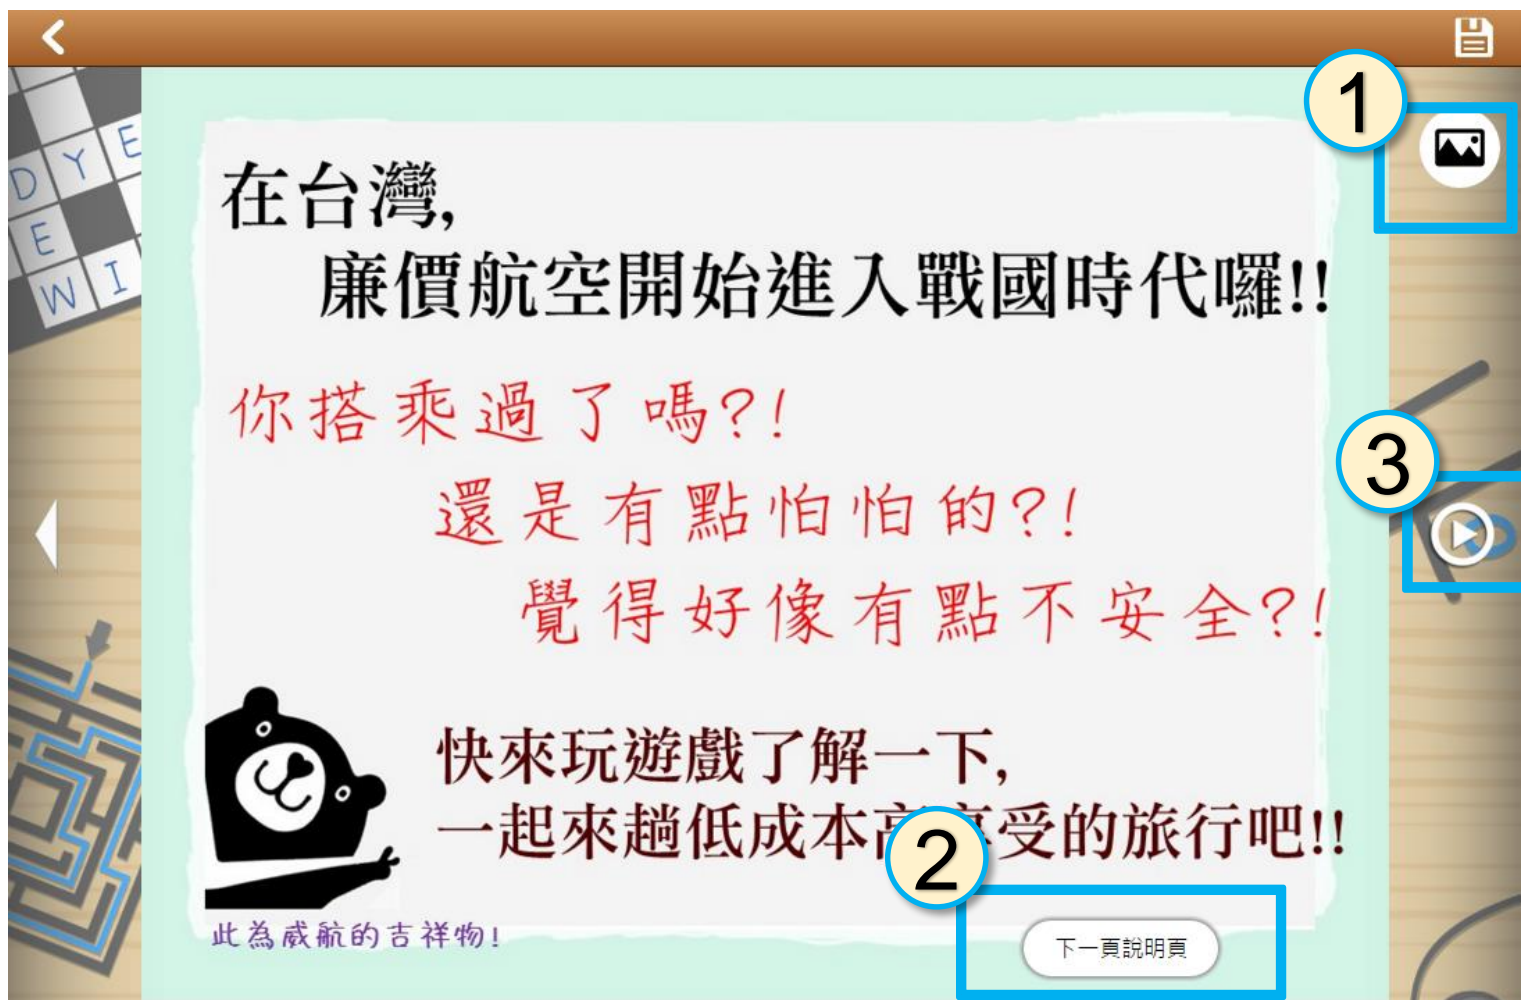 1
D Y E
E
W I
在台灣,
廉價航空開始進入戰國時代囉!!
你搭乘過了嗎?!
還是有點怕怕的?!
3
覺得好像有點不安全?!
快來玩遊戲了解一下,
一起來趟低成本高享受的旅行吧!!
2
此為威航的吉祥物!
下一頁說明頁